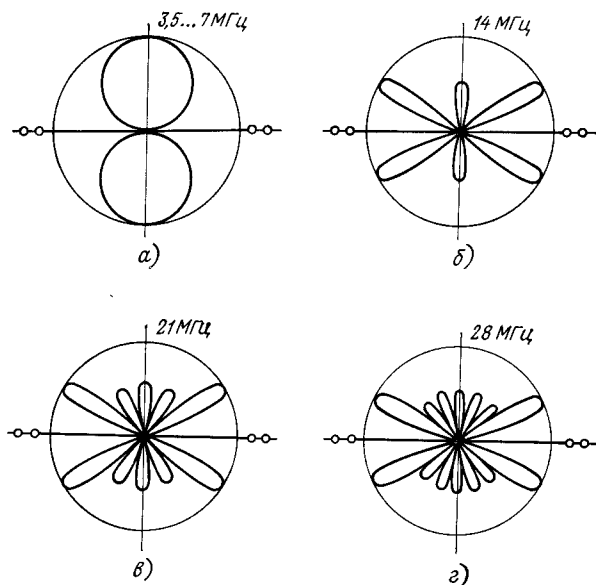 3,5...7 МГц
14 МГц
а)
б)
21 МГц
28 МГц
в)
г)